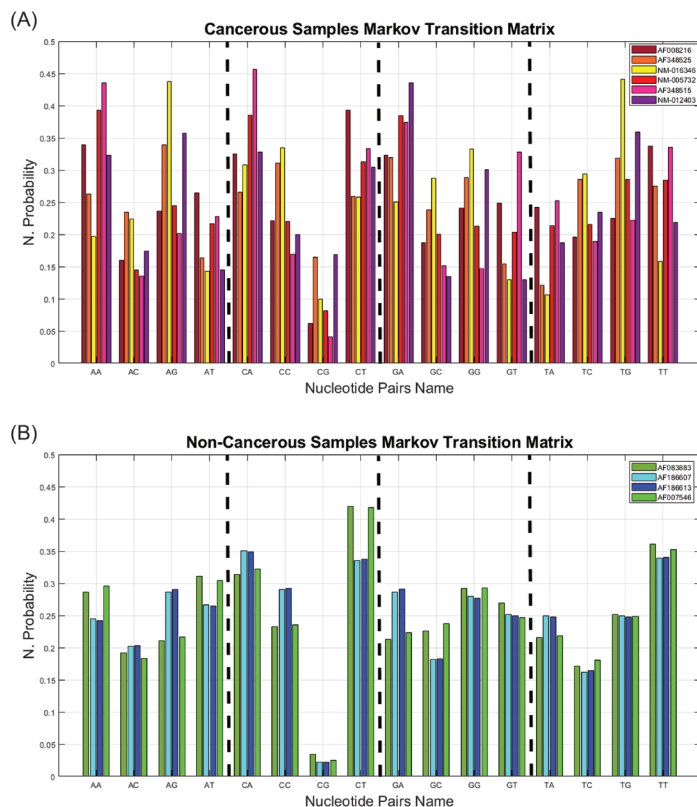 (A)
Cancerous Samples Markov Transition Matrix
0.5
0.45
0.4
0.35
0.3
0.25
0.2
0.15
0.1
0.05
0
N. Probability
AF008216
AF348525
NM-016346
NM-005732
AF348515
NM-012403
AA AC AG AT CA CC CG CT GA GC GG GT TA TC TG TT
Nucleotide Pairs Name
(B)
Non-Cancerous Samples Markov Transition Matrix
0.5
0.45
0.4
0.35
0.3
0.25
0.2
0.15
0.1
0.05
0
N. Probability
AF083883
AF186607
AF186613
AF007546
AA AC AG AT CA CC CG CT GA GC GG GT TA TC TG TT
Nucleotide Pairs Name